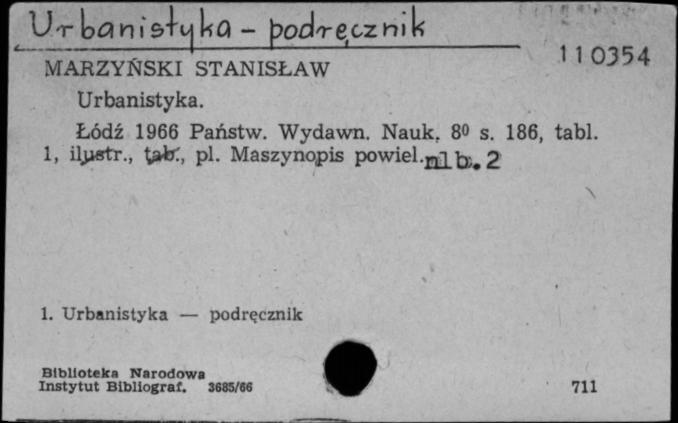 Urbanistyka - podręcznik
110354
MARZYŃSKI STANISŁAW
Urbanistyka.
Łódź 1966 Państw. Wydawn. Nauk. 8⁰ s. 186, tabl.
1, ilustr., tab., pl. Maszynopis powiel. nlb. 2
1. Urbanistyka — podręcznik
Biblioteka Narodowa
Instytut Bibliograf. 3685/66
711